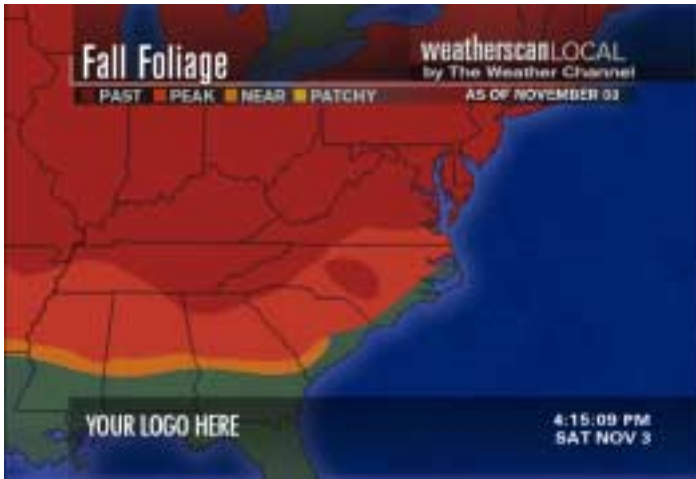 Fall Foliage
weatherscanLOCAL
by The Weather Channel
PAST PEAK NEAR PATCHY
AS OF NOVEMBER 03
YOUR LOGO HERE
4:15:09 PM
SAT NOV 3